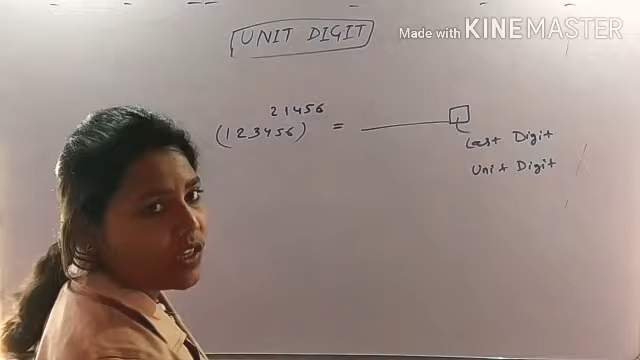 UNIT DIGIT
Made with KINEMASTER
(123456)^21456 =
Last Digit
Unit Digit